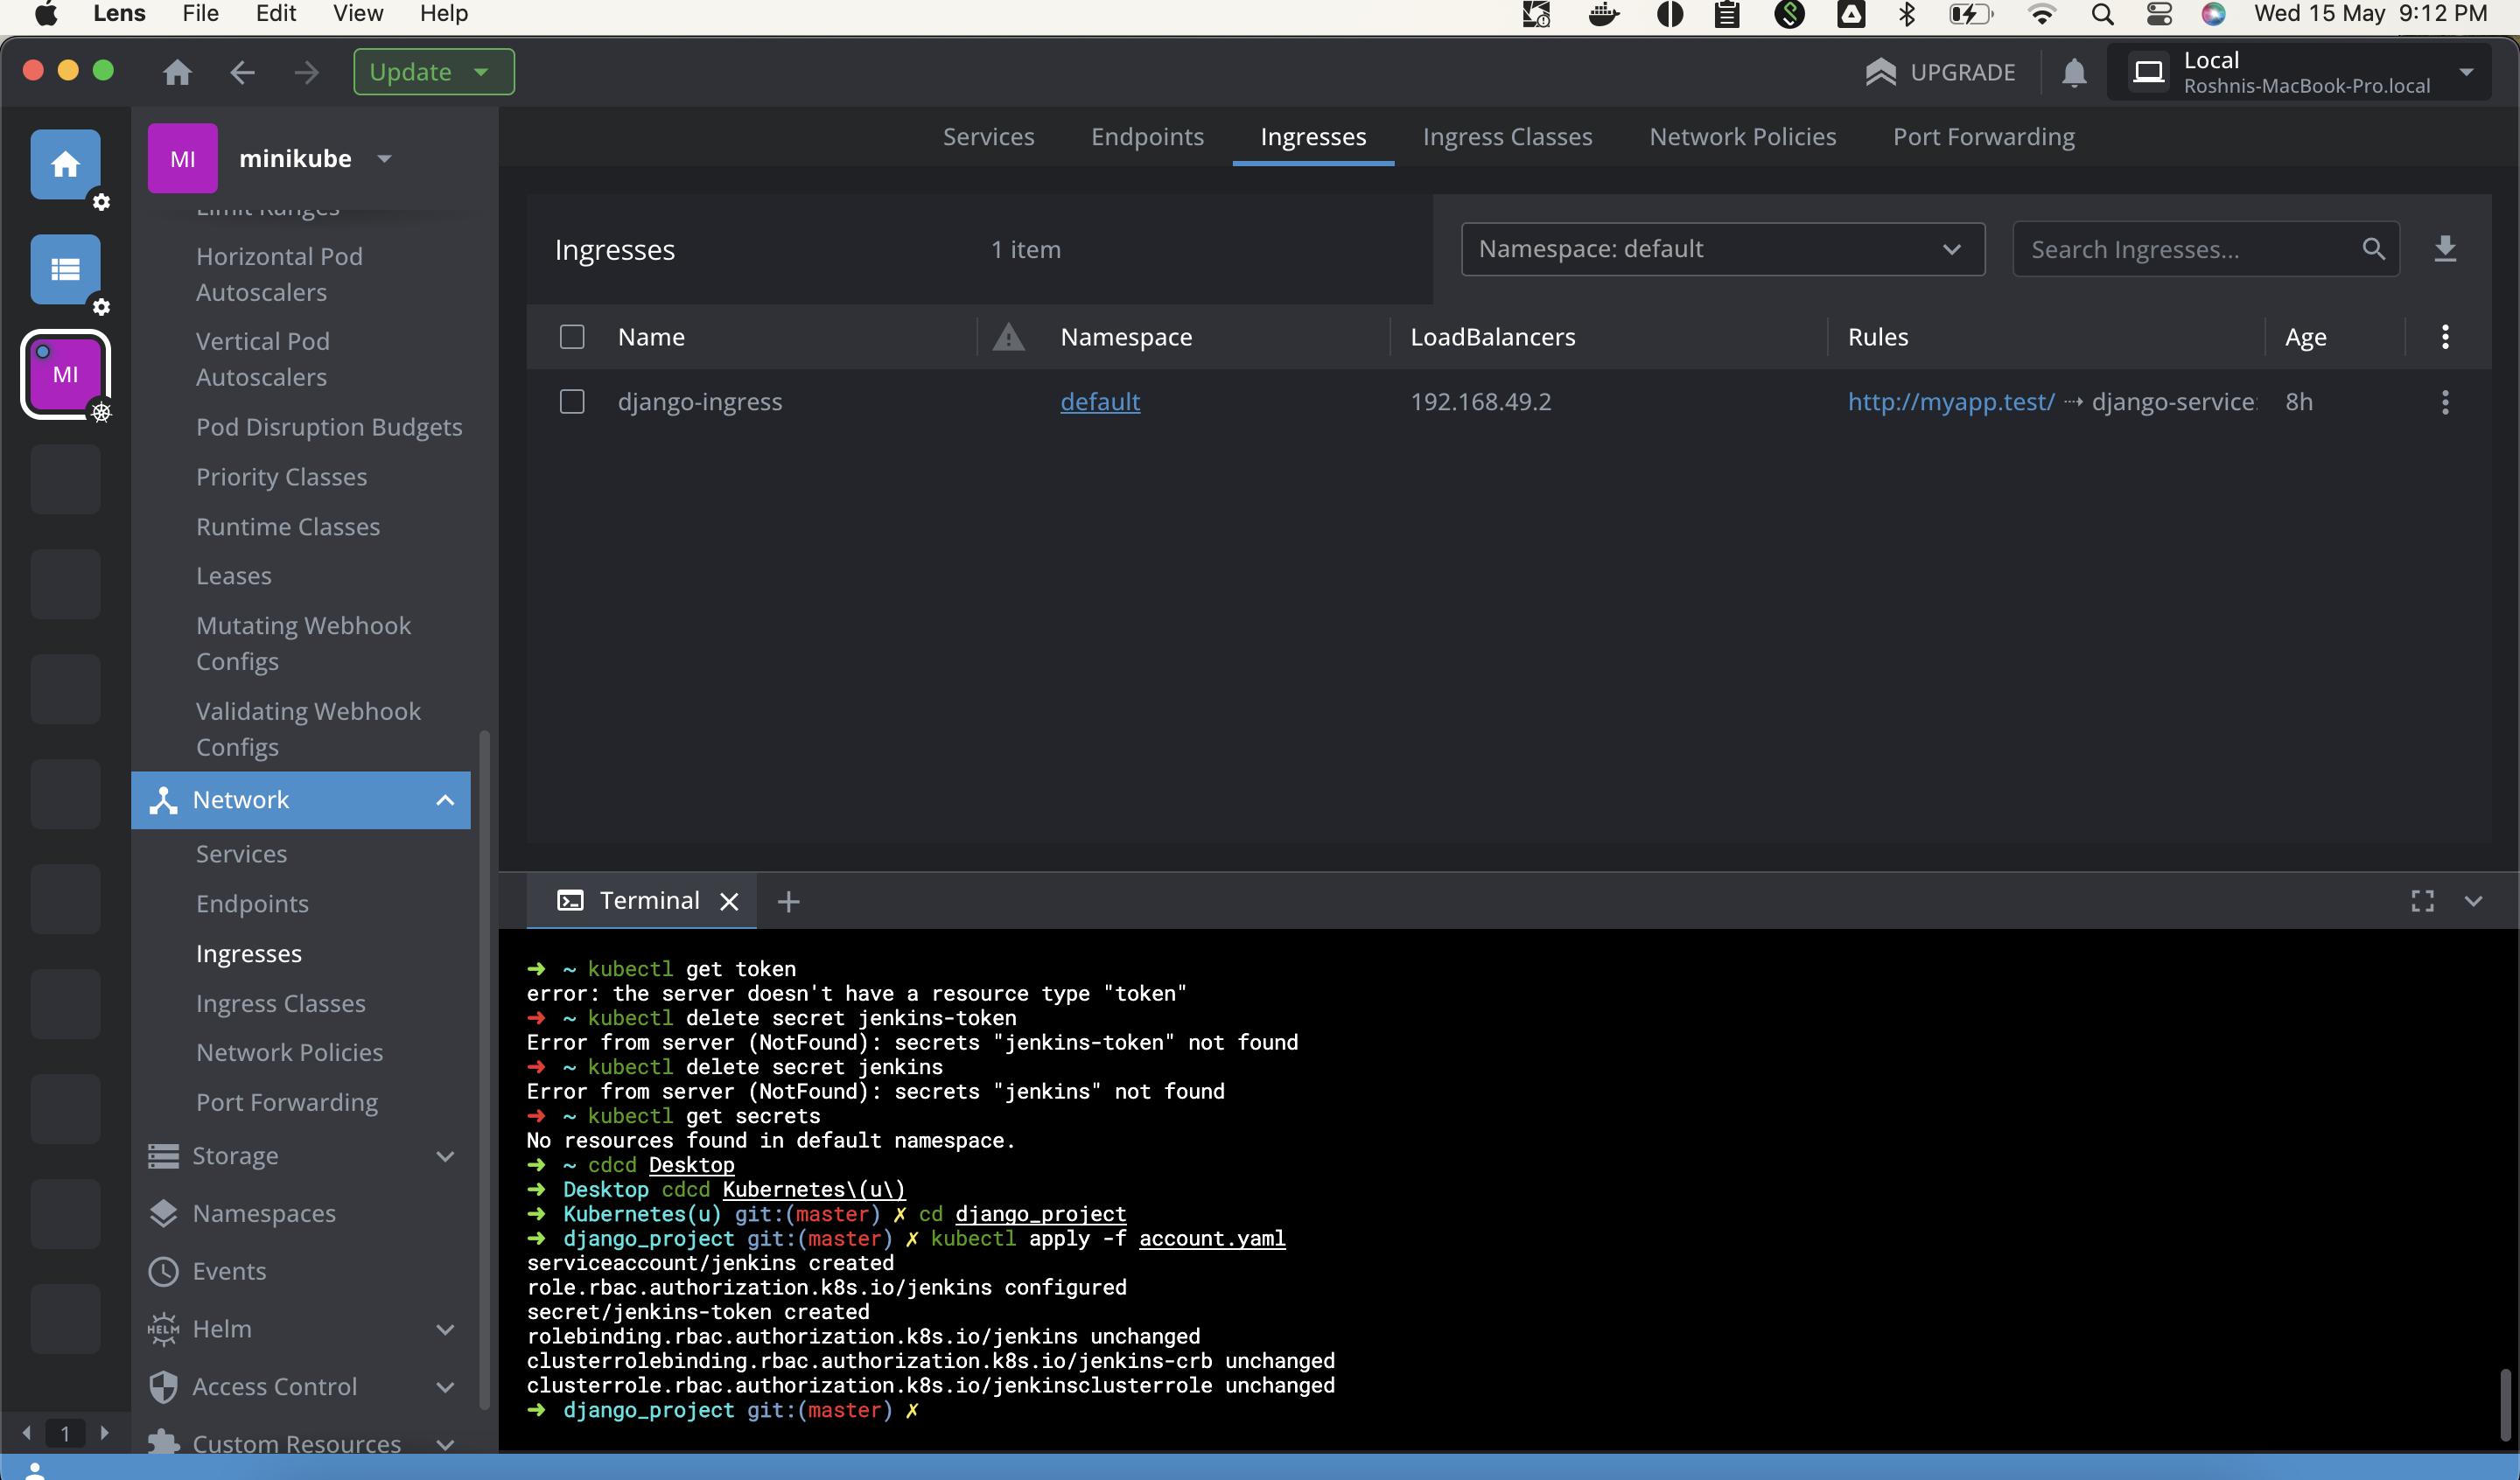 Lens File Edit View Help
Wed 15 May 9:12 PM
Update
UPGRADE
Local
Roshnis-MacBook-Pro.local
MI
minikube
Services Endpoints Ingresses Ingress Classes Network Policies Port Forwarding
MI
Limit Ranges
Horizontal Pod
Autoscalers
Vertical Pod
Autoscalers
Pod Disruption Budgets
Priority Classes
Runtime Classes
Leases
Mutating Webhook
Configs
Validating Webhook
Configs
Network
Services
Endpoints
Ingresses
Ingress Classes
Network Policies
Port Forwarding
Storage
Namespaces
Events
HELM Helm
Access Control
Custom Resources
1
Ingresses 1 item Namespace: default Search Ingresses...
Name Namespace LoadBalancers Rules Age
django-ingress default 192.168.49.2 http://myapp.test/ ⇢ django-service: 8h
Terminal
➜ ~ kubectl get token
error: the server doesn't have a resource type "token"
➜ ~ kubectl delete secret jenkins-token
Error from server (NotFound): secrets "jenkins-token" not found
➜ ~ kubectl delete secret jenkins
Error from server (NotFound): secrets "jenkins" not found
➜ ~ kubectl get secrets
No resources found in default namespace.
➜ ~ cdcd Desktop
➜ Desktop cdcd Kubernetes\(u\)
➜ Kubernetes(u) git:(master) ✗ cd django_project
➜ django_project git:(master) ✗ kubectl apply -f account.yaml
serviceaccount/jenkins created
role.rbac.authorization.k8s.io/jenkins configured
secret/jenkins-token created
rolebinding.rbac.authorization.k8s.io/jenkins unchanged
clusterrolebinding.rbac.authorization.k8s.io/jenkins-crb unchanged
clusterrole.rbac.authorization.k8s.io/jenkinsclusterrole unchanged
➜ django_project git:(master) ✗